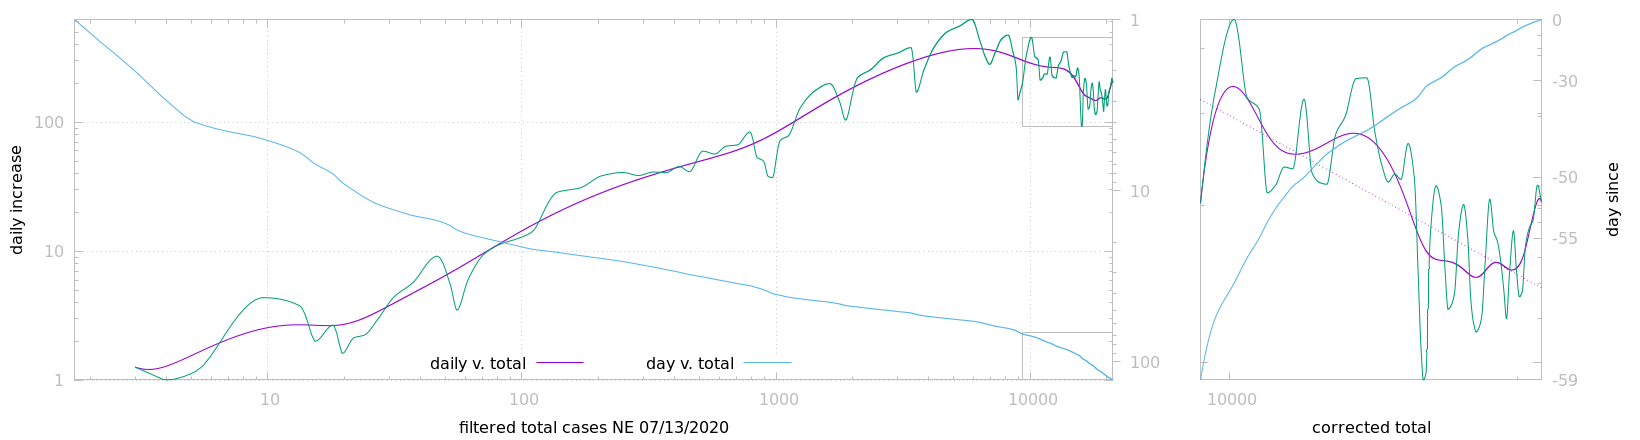 daily increase
100
10
1
daily v. total
day v. total
10
100
1000
10000
filtered total cases NE 07/13/2020
1
10
100
day since
0
-30
-50
-55
-59
10000
corrected total